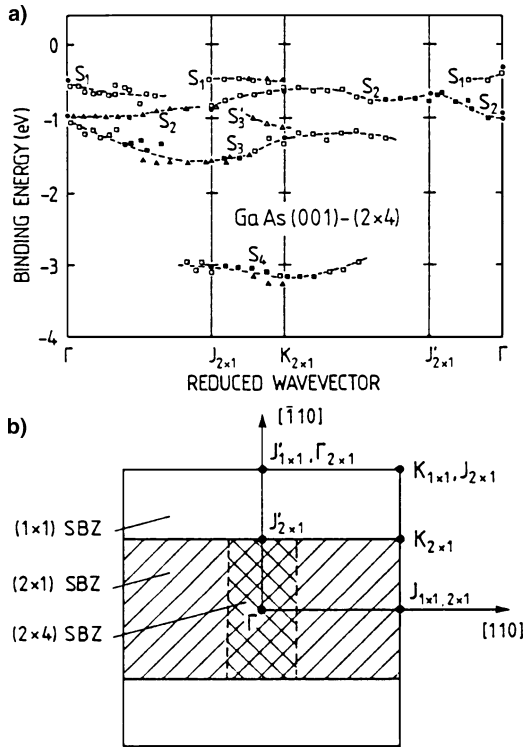 a)
0
-1
-2
-3
-4
BINDING ENERGY (eV)
S1
S1
S2
S1
S2
S3'
S2
S3
GaAs (001)-(2×4)
S4
Γ
J2×1
K2×1
J'2×1
Γ
REDUCED WAVEVECTOR
b)
[1̄10]
J'1×1, Γ2×1
K1×1, J2×1
(1×1) SBZ
J'2×1
K2×1
(2×1) SBZ
J1×1,2×1
(2×4) SBZ
Γ
[110]